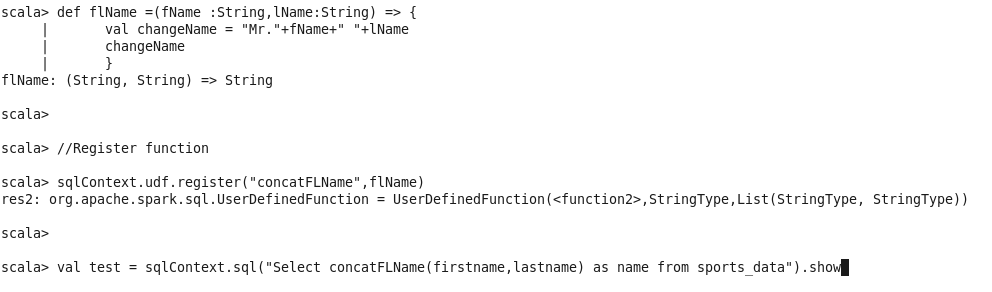 scala> def flName =(fName :String,lName:String) => {
     |       val changeName = "Mr."+fName+" "+lName
     |       changeName
     |       }
flName: (String, String) => String
scala>
scala> //Register function
scala> sqlContext.udf.register("concatFLName",flName)
res2: org.apache.spark.sql.UserDefinedFunction = UserDefinedFunction(<function2>,StringType,List(StringType, StringType))
scala>
scala> val test = sqlContext.sql("Select concatFLName(firstname,lastname) as name from sports_data").show